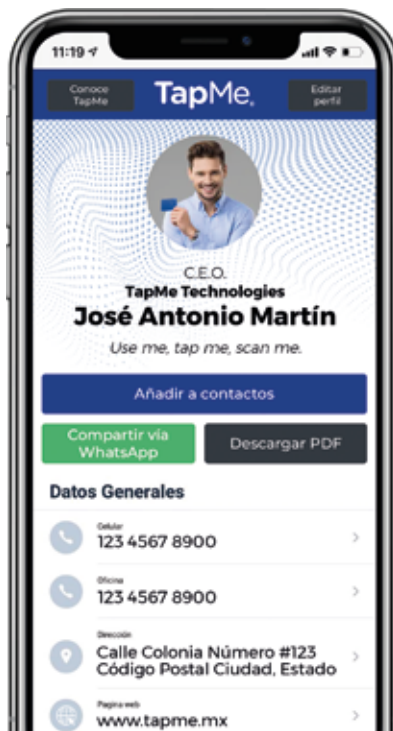 11:19
Conoce
TapMe
TapMe®
Editar
perfil
C.E.O.
TapMe Technologies
José Antonio Martín
Use me, tap me, scan me.
Añadir a contactos
Compartir vía
WhatsApp
Descargar PDF
Datos Generales
Celular
123 4567 8900
Oficina
123 4567 8900
Dirección
Calle Colonia Número #123
Código Postal Ciudad, Estado
Pagina web
www.tapme.mx